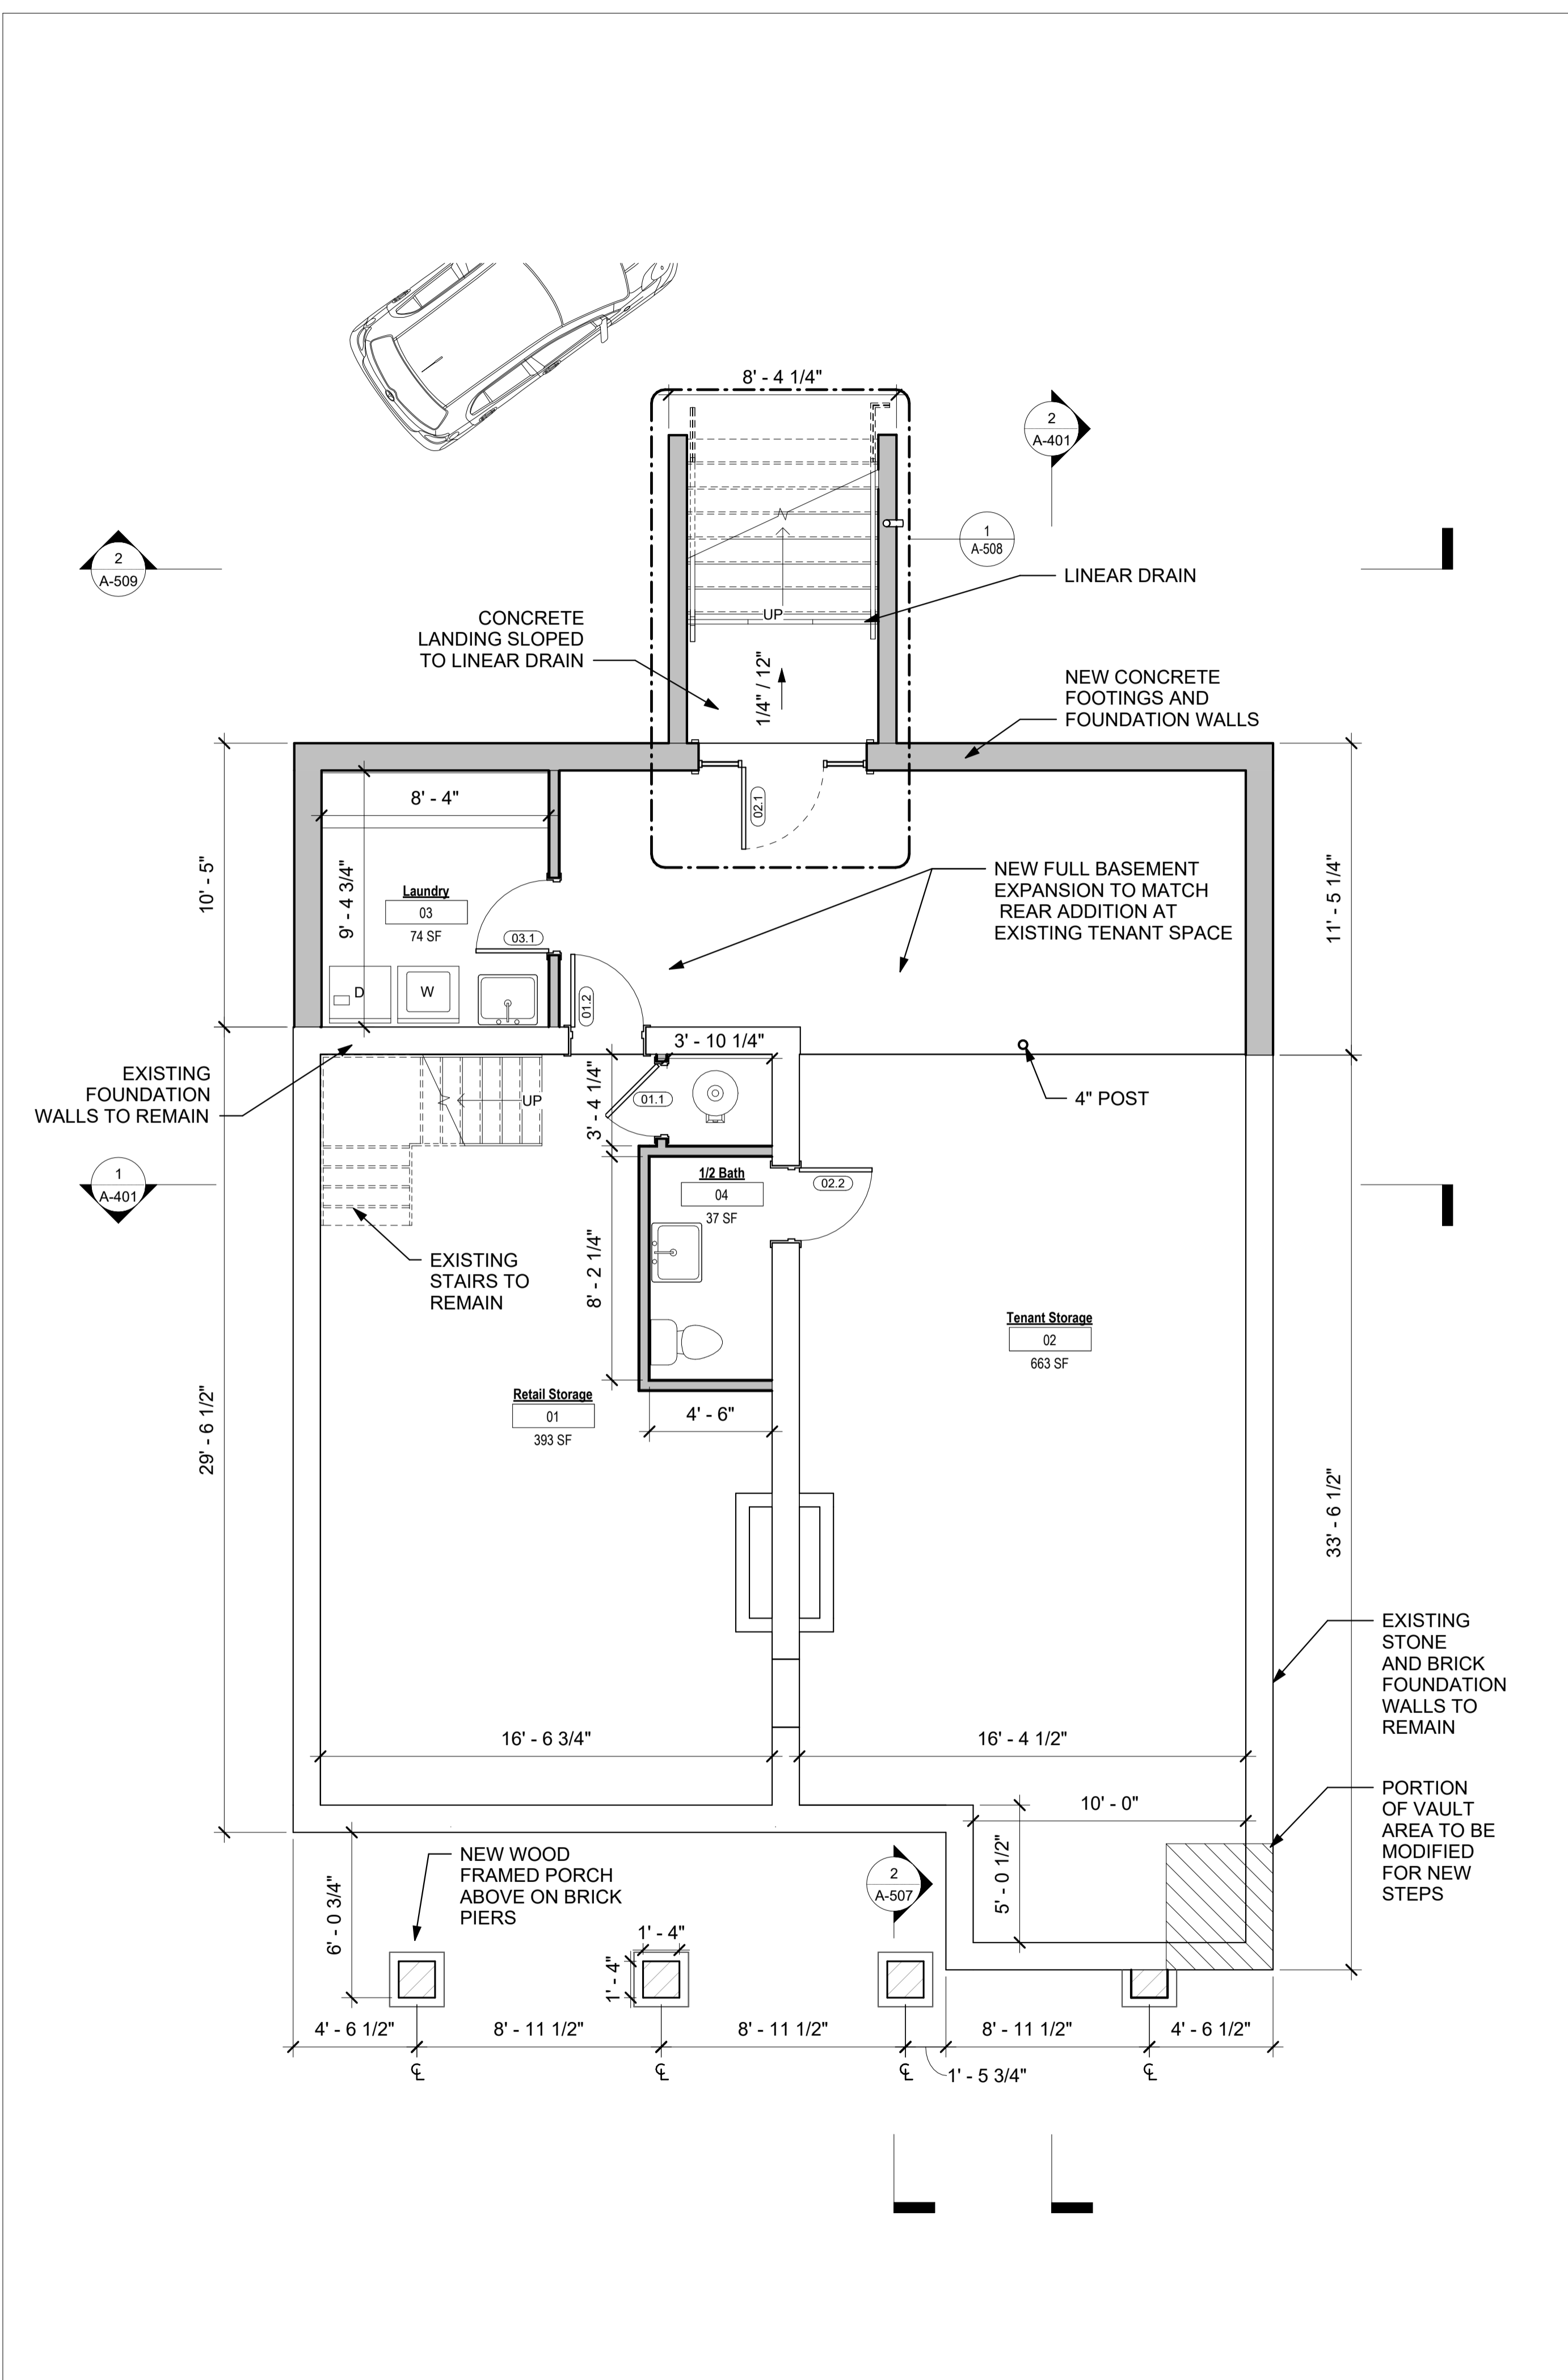 8' - 4 1/4"
2
A-401
1
A-508
2
A-509
LINEAR DRAIN
UP
CONCRETE
LANDING SLOPED
TO LINEAR DRAIN
1/4" / 12"
NEW CONCRETE
FOOTINGS AND
FOUNDATION WALLS
8' - 4"
02.1
10' - 5"
9' - 4 3/4"
Laundry
03
74 SF
03.1
NEW FULL BASEMENT
EXPANSION TO MATCH
REAR ADDITION AT
EXISTING TENANT SPACE
11' - 5 1/4"
D
W
01.2
3' - 10 1/4"
EXISTING
FOUNDATION
WALLS TO REMAIN
UP
3' - 4 1/4"
01.1
4" POST
1
A-401
1/2 Bath
04
37 SF
02.2
EXISTING
STAIRS TO
REMAIN
8' - 2 1/4"
Tenant Storage
02
663 SF
Retail Storage
01
393 SF
4' - 6"
29' - 6 1/2"
33' - 6 1/2"
EXISTING
STONE
AND BRICK
FOUNDATION
WALLS TO
REMAIN
16' - 6 3/4"
16' - 4 1/2"
PORTION
OF VAULT
AREA TO BE
MODIFIED
FOR NEW
STEPS
10' - 0"
5' - 0 1/2"
NEW WOOD
FRAMED PORCH
ABOVE ON BRICK
PIERS
2
A-507
6' - 0 3/4"
1' - 4"
1' - 4"
4' - 6 1/2"
8' - 11 1/2"
8' - 11 1/2"
8' - 11 1/2"
4' - 6 1/2"
℄
℄
℄
℄
1' - 5 3/4"